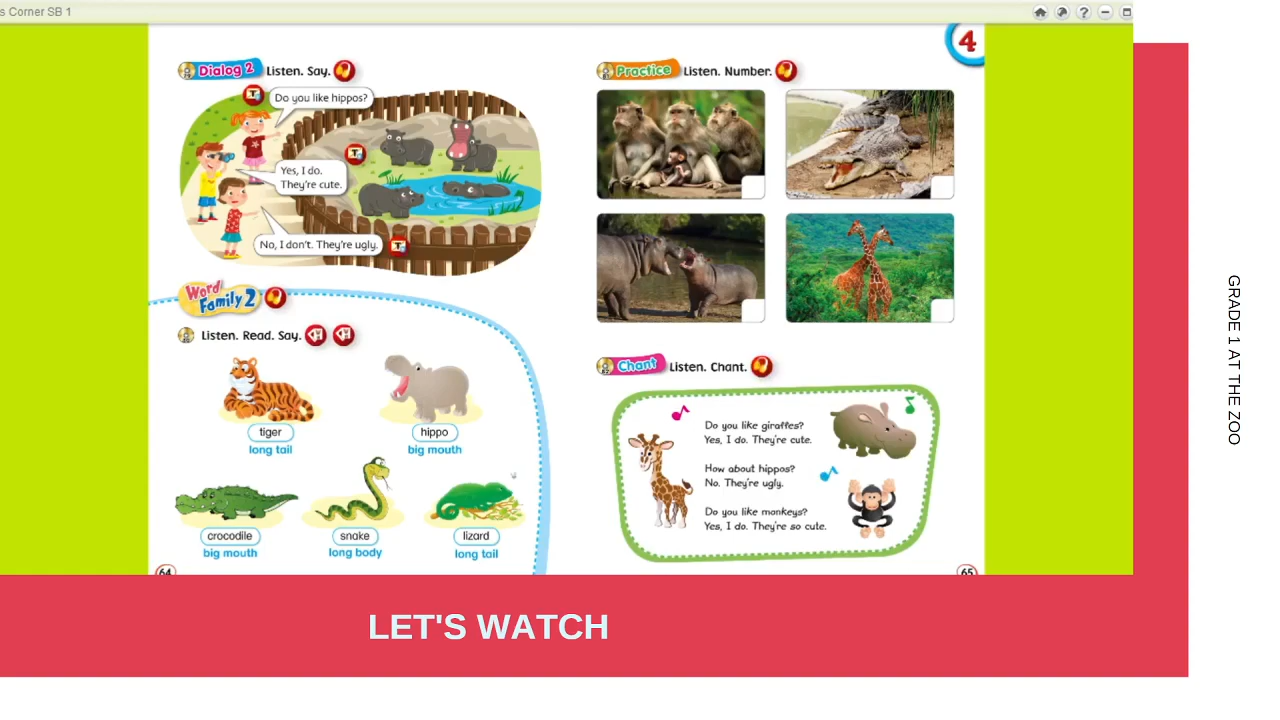 s Corner SB 1
4
Dialog 2 Listen. Say.
Do you like hippos?
Yes, I do.
They're cute.
No, I don't. They're ugly.
Word
Family 2
Listen. Read. Say.
tiger
long tail
hippo
big mouth
crocodile
big mouth
snake
long body
lizard
long tail
64
Practice Listen. Number.
Chant Listen. Chant.
Do you like giraffes?
Yes, I do. They're cute.
How about hippos?
No. They're ugly.
Do you like monkeys?
Yes, I do. They're so cute.
65
LET'S WATCH
GRADE 1 AT THE ZOO